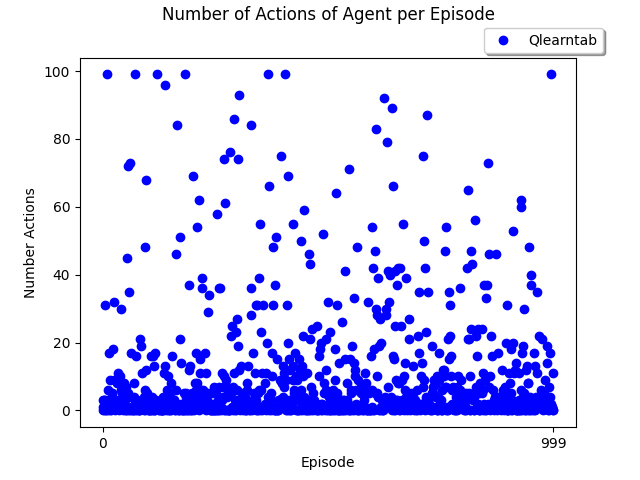 Number of Actions of Agent per Episode
Qlearntab
100
80
60
40
20
0
Number Actions
0 999
Episode